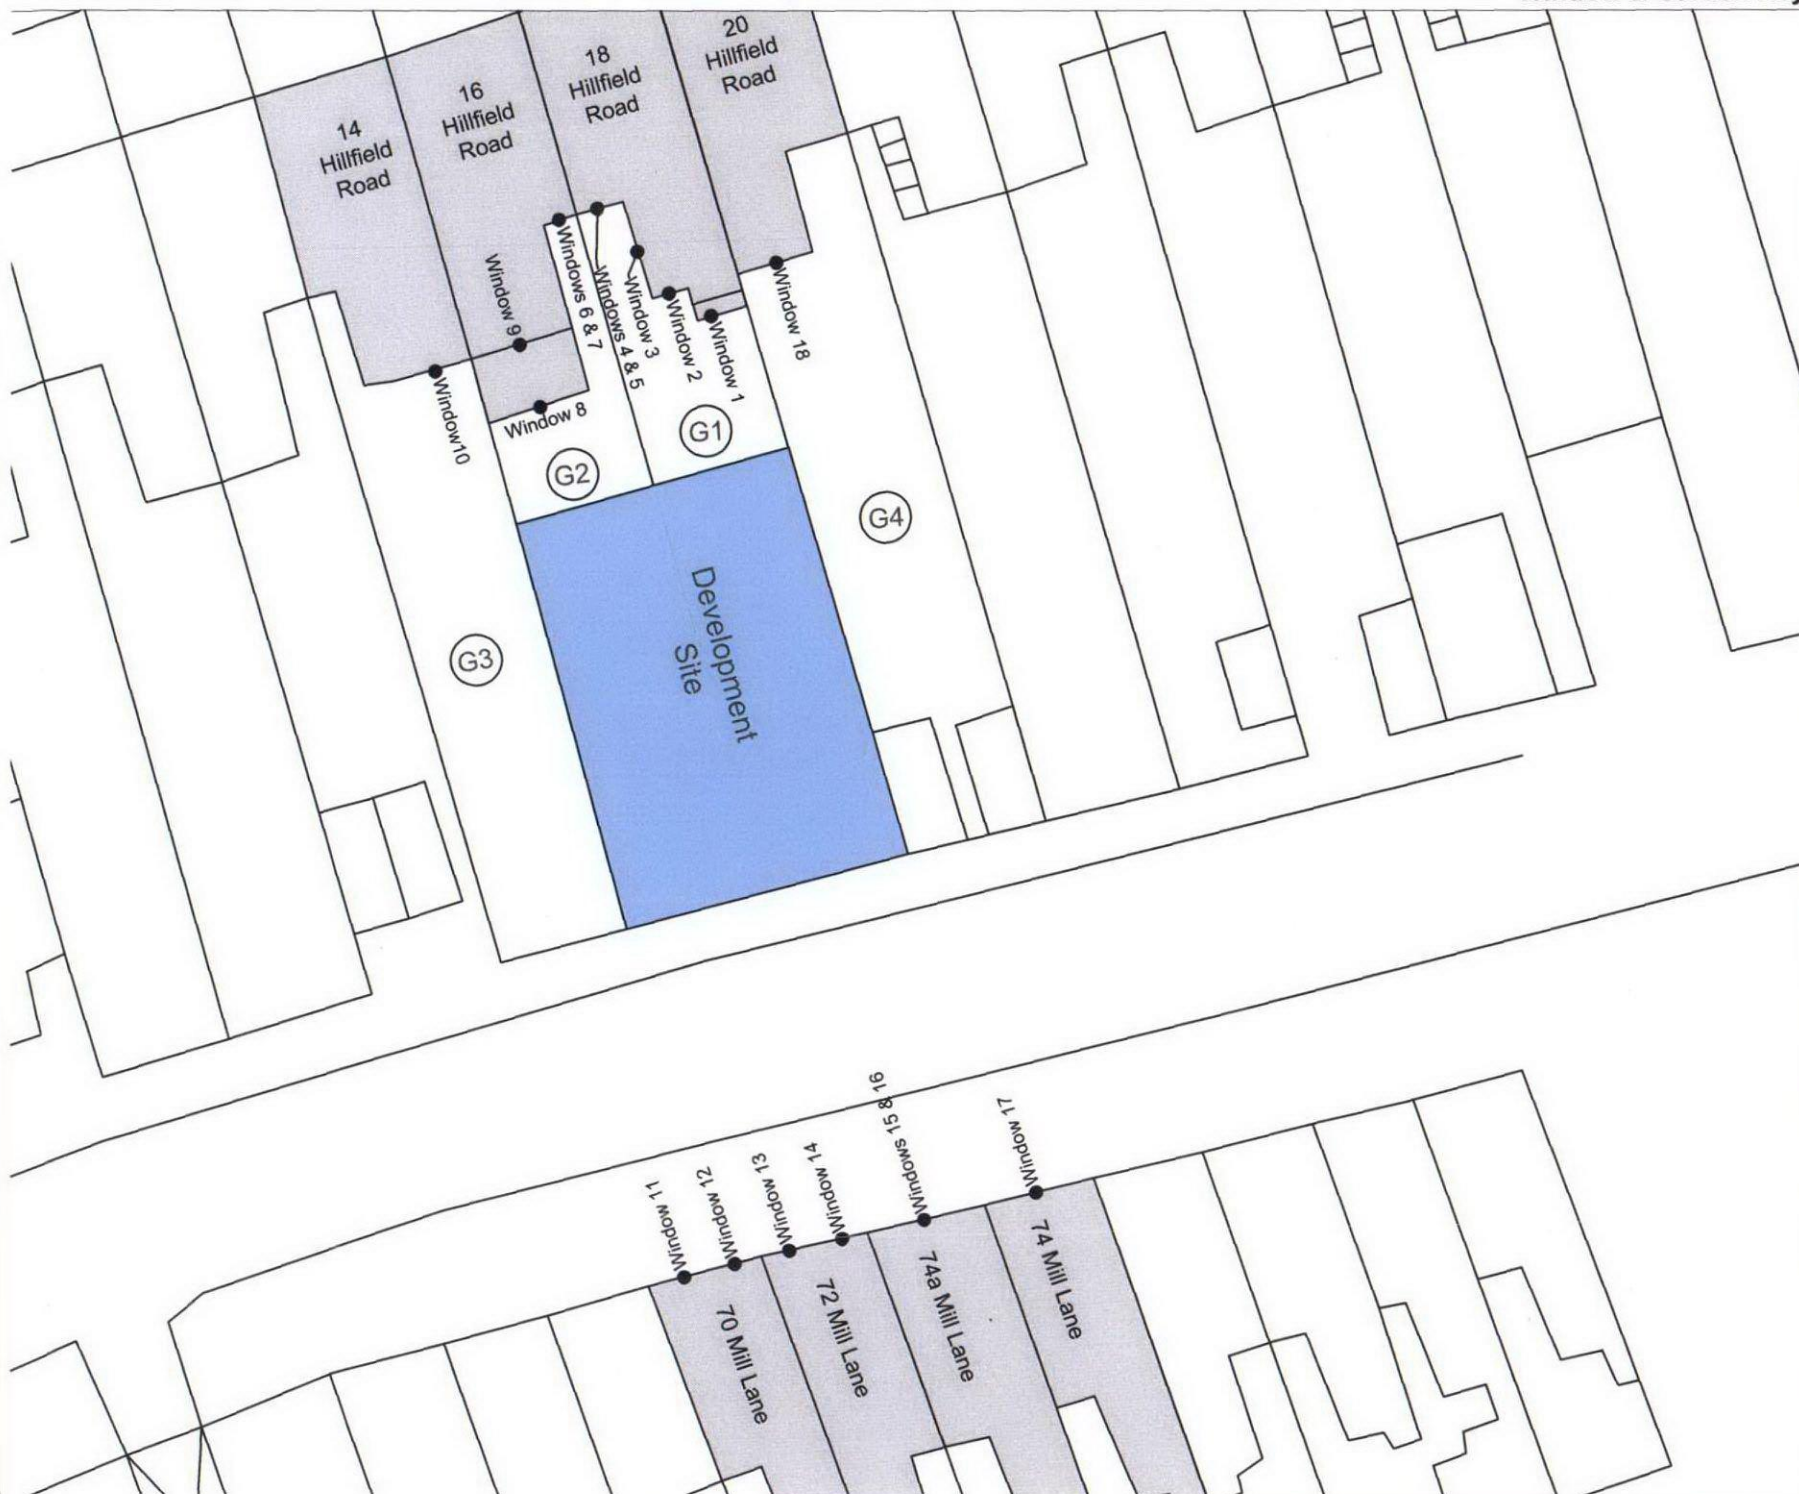 20
Hillfield
Road
18
Hillfield
Road
16
Hillfield
Road
14
Hillfield
Road
Windows 6 & 7
Windows 4 & 5
Window 3
Window 2
Window 1
Window 18
Window 9
Window10
Window 8
G1
G2
G4
G3
Development
Site
Window 11
Window 12
Window 13
Window 14
Windows 15 & 16
Window 17
70 Mill Lane
72 Mill Lane
74a Mill Lane
74 Mill Lane